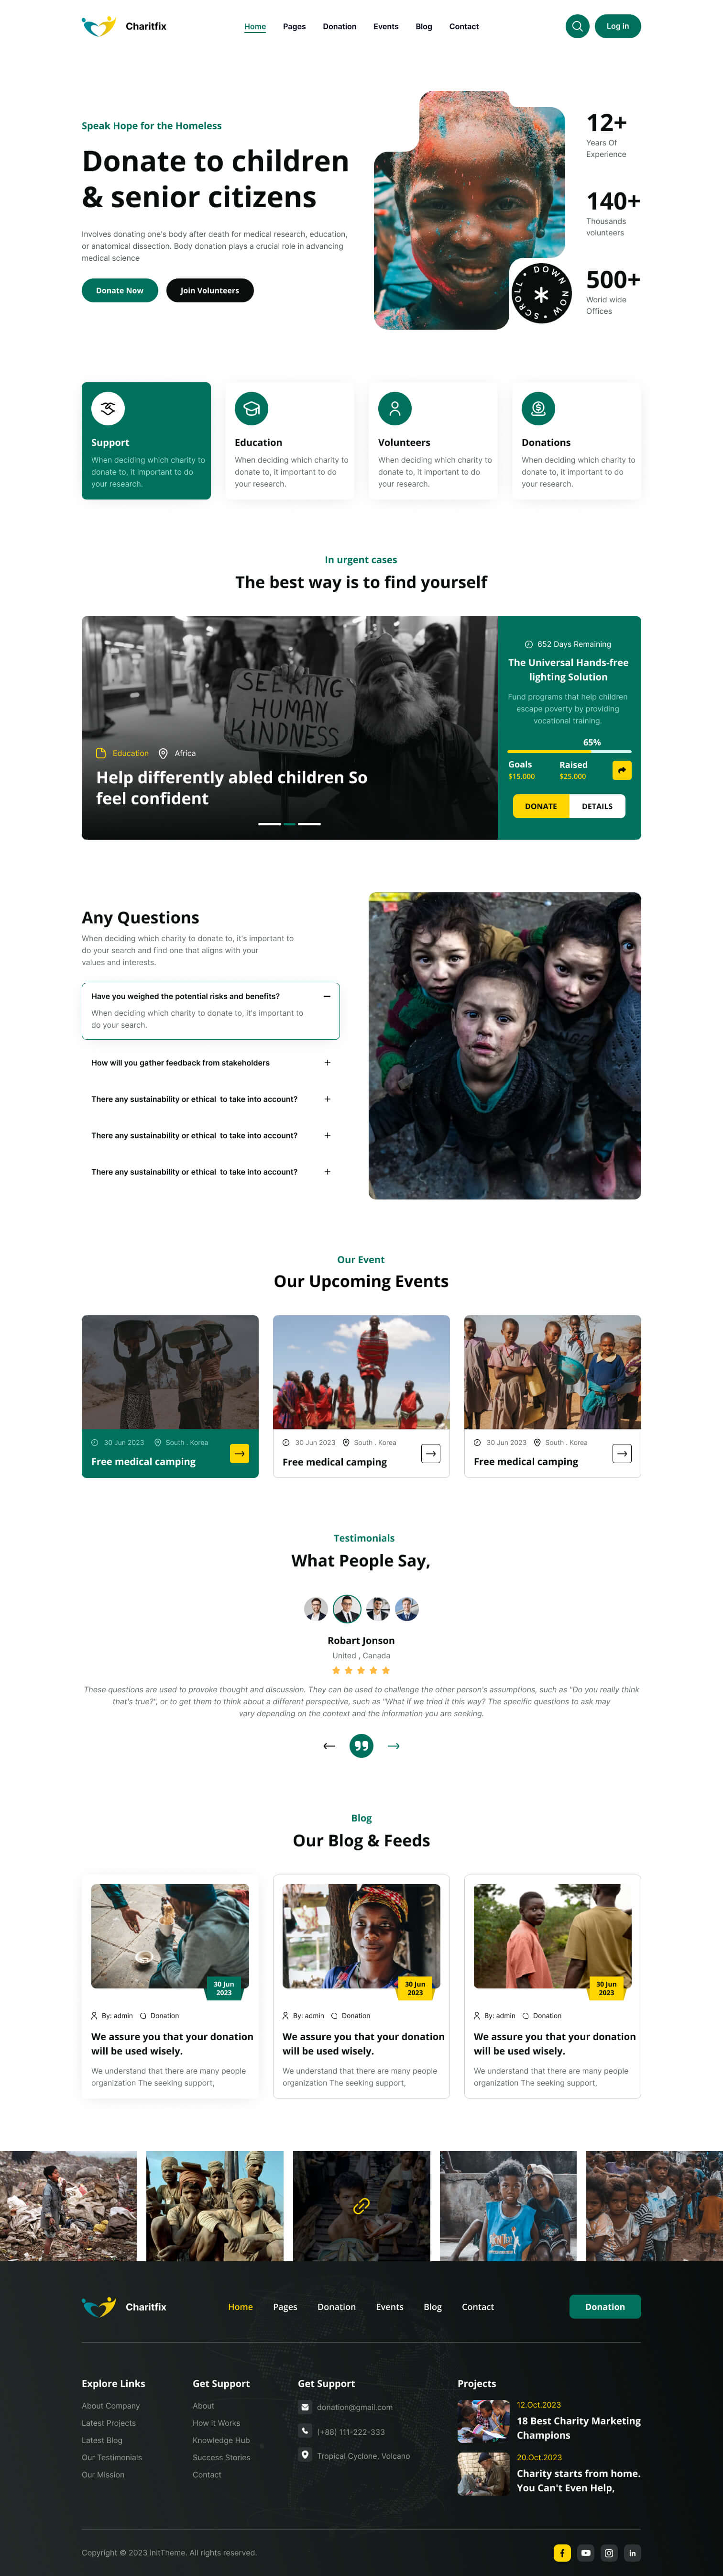 Charitfix
Home Pages Donation Events Blog Contact
Log in
Speak Hope for the Homeless
Donate to children
& senior citizens
Involves donating one's body after death for medical research, education,
or anatomical dissection. Body donation plays a crucial role in advancing
medical science
Donate Now
Join Volunteers
SCROLL • DOWN NOW •
12+
Years Of
Experience
140+
Thousands
volunteers
500+
Worid wide
Offices
Support
When deciding which charity to
donate to, it important to do
your research.
Education
When deciding which charity to
donate to, it important to do
your research.
Volunteers
When deciding which charity to
donate to, it important to do
your research.
Donations
When deciding which charity to
donate to, it important to do
your research.
In urgent cases
The best way is to find yourself
SEEKING
HUMAN
KINDNESS
Education Africa
Help differently abled children So
feel confident
652 Days Remaining
The Universal Hands-free
lighting Solution
Fund programs that help children
escape poverty by providing
vocational training.
65%
Goals
$15.000
Raised
$25.000
DONATE
DETAILS
Any Questions
When deciding which charity to donate to, it's important to
do your search and find one that aligns with your
values and interests.
Have you weighed the potential risks and benefits?
When deciding which charity to donate to, it's important to
do your search.
How will you gather feedback from stakeholders
There any sustainability or ethical to take into account?
There any sustainability or ethical to take into account?
There any sustainability or ethical to take into account?
Our Event
Our Upcoming Events
30 Jun 2023 South . Korea
Free medical camping
30 Jun 2023 South . Korea
Free medical camping
30 Jun 2023 South . Korea
Free medical camping
Testimonials
What People Say,
Robart Jonson
United , Canada
These questions are used to provoke thought and discussion. They can be used to challenge the other person's assumptions, such as "Do you really think
that's true?", or to get them to think about a different perspective, such as "What if we tried it this way? The specific questions to ask may
vary depending on the context and the information you are seeking.
Blog
Our Blog & Feeds
30 Jun
2023
By: admin Donation
We assure you that your donation
will be used wisely.
We understand that there are many people
organization The seeking support,
30 Jun
2023
By: admin Donation
We assure you that your donation
will be used wisely.
We understand that there are many people
organization The seeking support,
30 Jun
2023
By: admin Donation
We assure you that your donation
will be used wisely.
We understand that there are many people
organization The seeking support,
Charitfix
Home Pages Donation Events Blog Contact
Donation
Explore Links
About Company
Latest Projects
Latest Blog
Our Testimonials
Our Mission
Get Support
About
How it Works
Knowledge Hub
Success Stories
Contact
Get Support
donation@gmail.com
(+88) 111-222-333
Tropical Cyclone, Volcano
Projects
12.Oct.2023
18 Best Charity Marketing
Champions
20.Oct.2023
Charity starts from home.
You Can't Even Help,
Copyright © 2023 initTheme. All rights reserved.